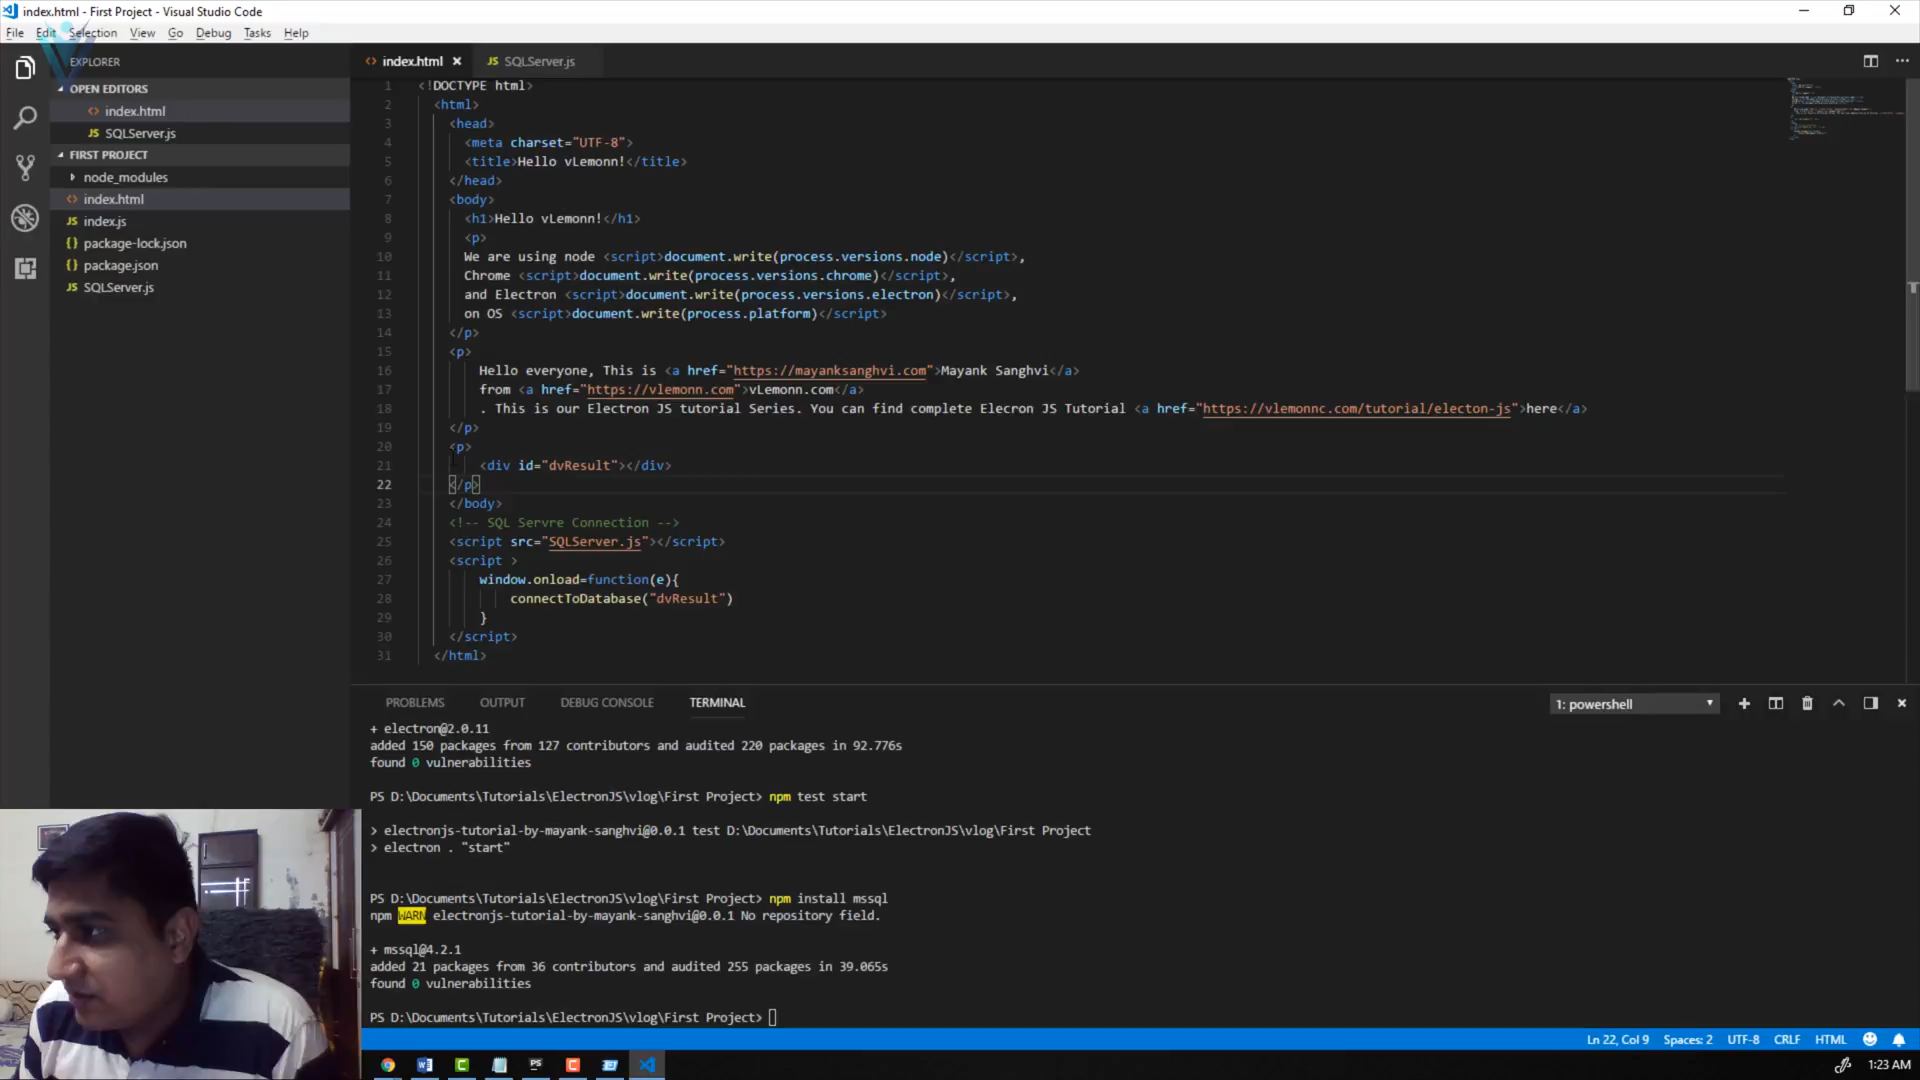 index.html - First Project - Visual Studio Code
File Edit Selection View Go Debug Tasks Help
EXPLORER
OPEN EDITORS
<> index.html
JS SQLServer.js
FIRST PROJECT
node_modules
<> index.html
JS index.js
{} package-lock.json
{} package.json
JS SQLServer.js
<> index.html JS SQLServer.js
1 <!DOCTYPE html>
2 <html>
3 <head>
4 <meta charset="UTF-8">
5 <title>Hello vLemonn!</title>
6 </head>
7 <body>
8 <h1>Hello vLemonn!</h1>
9 <p>
10 We are using node <script>document.write(process.versions.node)</script>,
11 Chrome <script>document.write(process.versions.chrome)</script>,
12 and Electron <script>document.write(process.versions.electron)</script>,
13 on OS <script>document.write(process.platform)</script>
14 </p>
15 <p>
16 Hello everyone, This is <a href="https://mayanksanghvi.com">Mayank Sanghvi</a>
17 from <a href="https://vlemonn.com">vLemonn.com</a>
18 . This is our Electron JS tutorial Series. You can find complete Elecron JS Tutorial <a href="https://vlemonnc.com/tutorial/electon-js">here</a>
19 </p>
20 <p>
21 <div id="dvResult"></div>
22 </p>
23 </body>
24 <!-- SQL Servre Connection -->
25 <script src="SQLServer.js"></script>
26 <script >
27 window.onload=function(e){
28 connectToDatabase("dvResult")
29 }
30 </script>
31 </html>
PROBLEMS OUTPUT DEBUG CONSOLE TERMINAL 1: powershell
+ electron@2.0.11
added 150 packages from 127 contributors and audited 220 packages in 92.776s
found 0 vulnerabilities
PS D:\Documents\Tutorials\ElectronJS\vlog\First Project> npm test start
> electronjs-tutorial-by-mayank-sanghvi@0.0.1 test D:\Documents\Tutorials\ElectronJS\vlog\First Project
> electron . "start"
PS D:\Documents\Tutorials\ElectronJS\vlog\First Project> npm install mssql
npm WARN electronjs-tutorial-by-mayank-sanghvi@0.0.1 No repository field.
+ mssql@4.2.1
added 21 packages from 36 contributors and audited 255 packages in 39.065s
found 0 vulnerabilities
PS D:\Documents\Tutorials\ElectronJS\vlog\First Project>
Ln 22, Col 9 Spaces: 2 UTF-8 CRLF HTML
1:23 AM